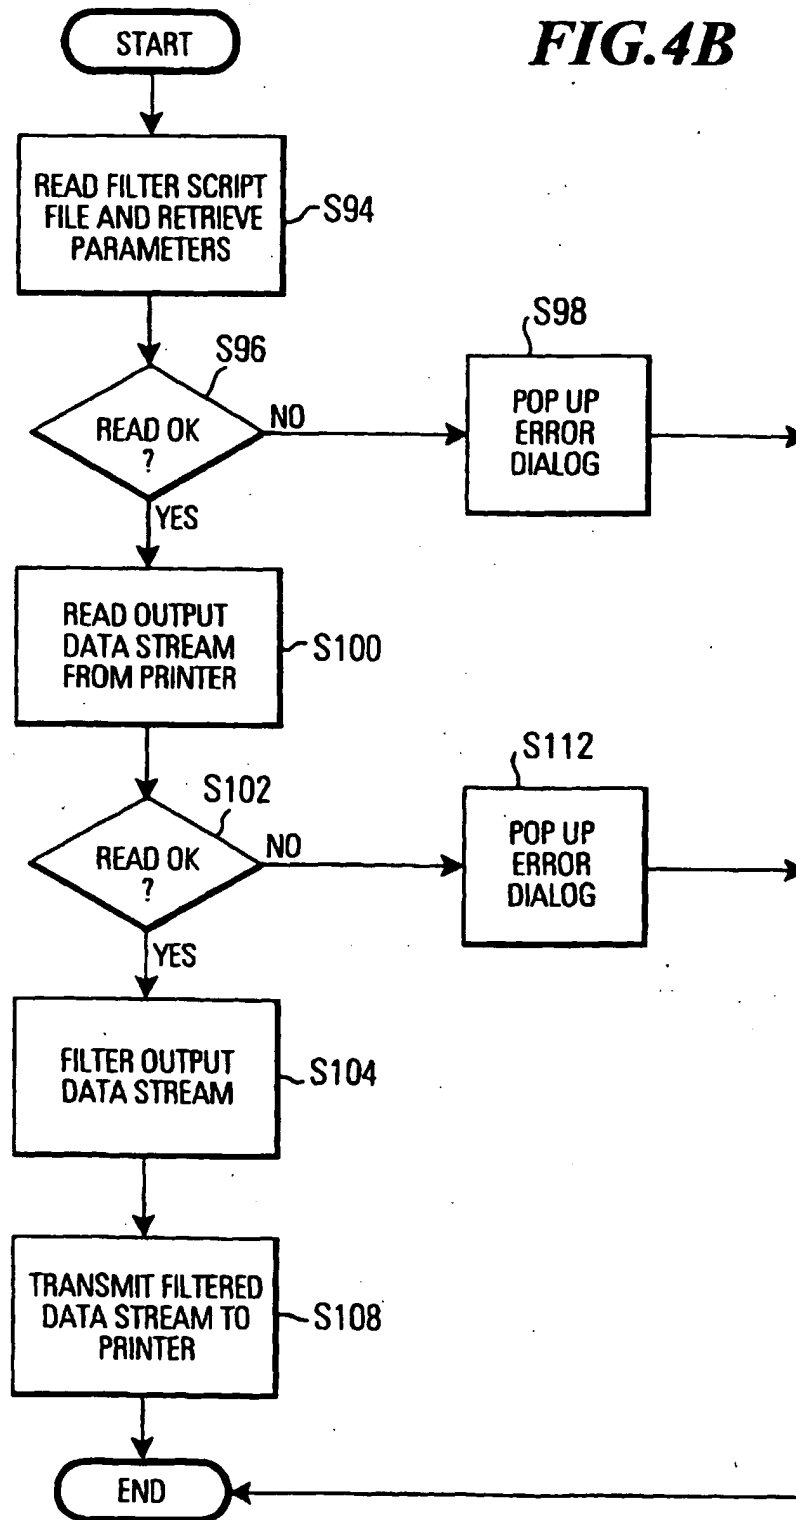 START
FIG.4B
READ FILTER SCRIPT
FILE AND RETRIEVE
PARAMETERS
S94
S96
READ OK
?
NO
S98
POP UP
ERROR
DIALOG
YES
READ OUTPUT
DATA STREAM
FROM PRINTER
S100
S102
READ OK
?
NO
S112
POP UP
ERROR
DIALOG
YES
FILTER OUTPUT
DATA STREAM
S104
TRANSMIT FILTERED
DATA STREAM TO
PRINTER
S108
END